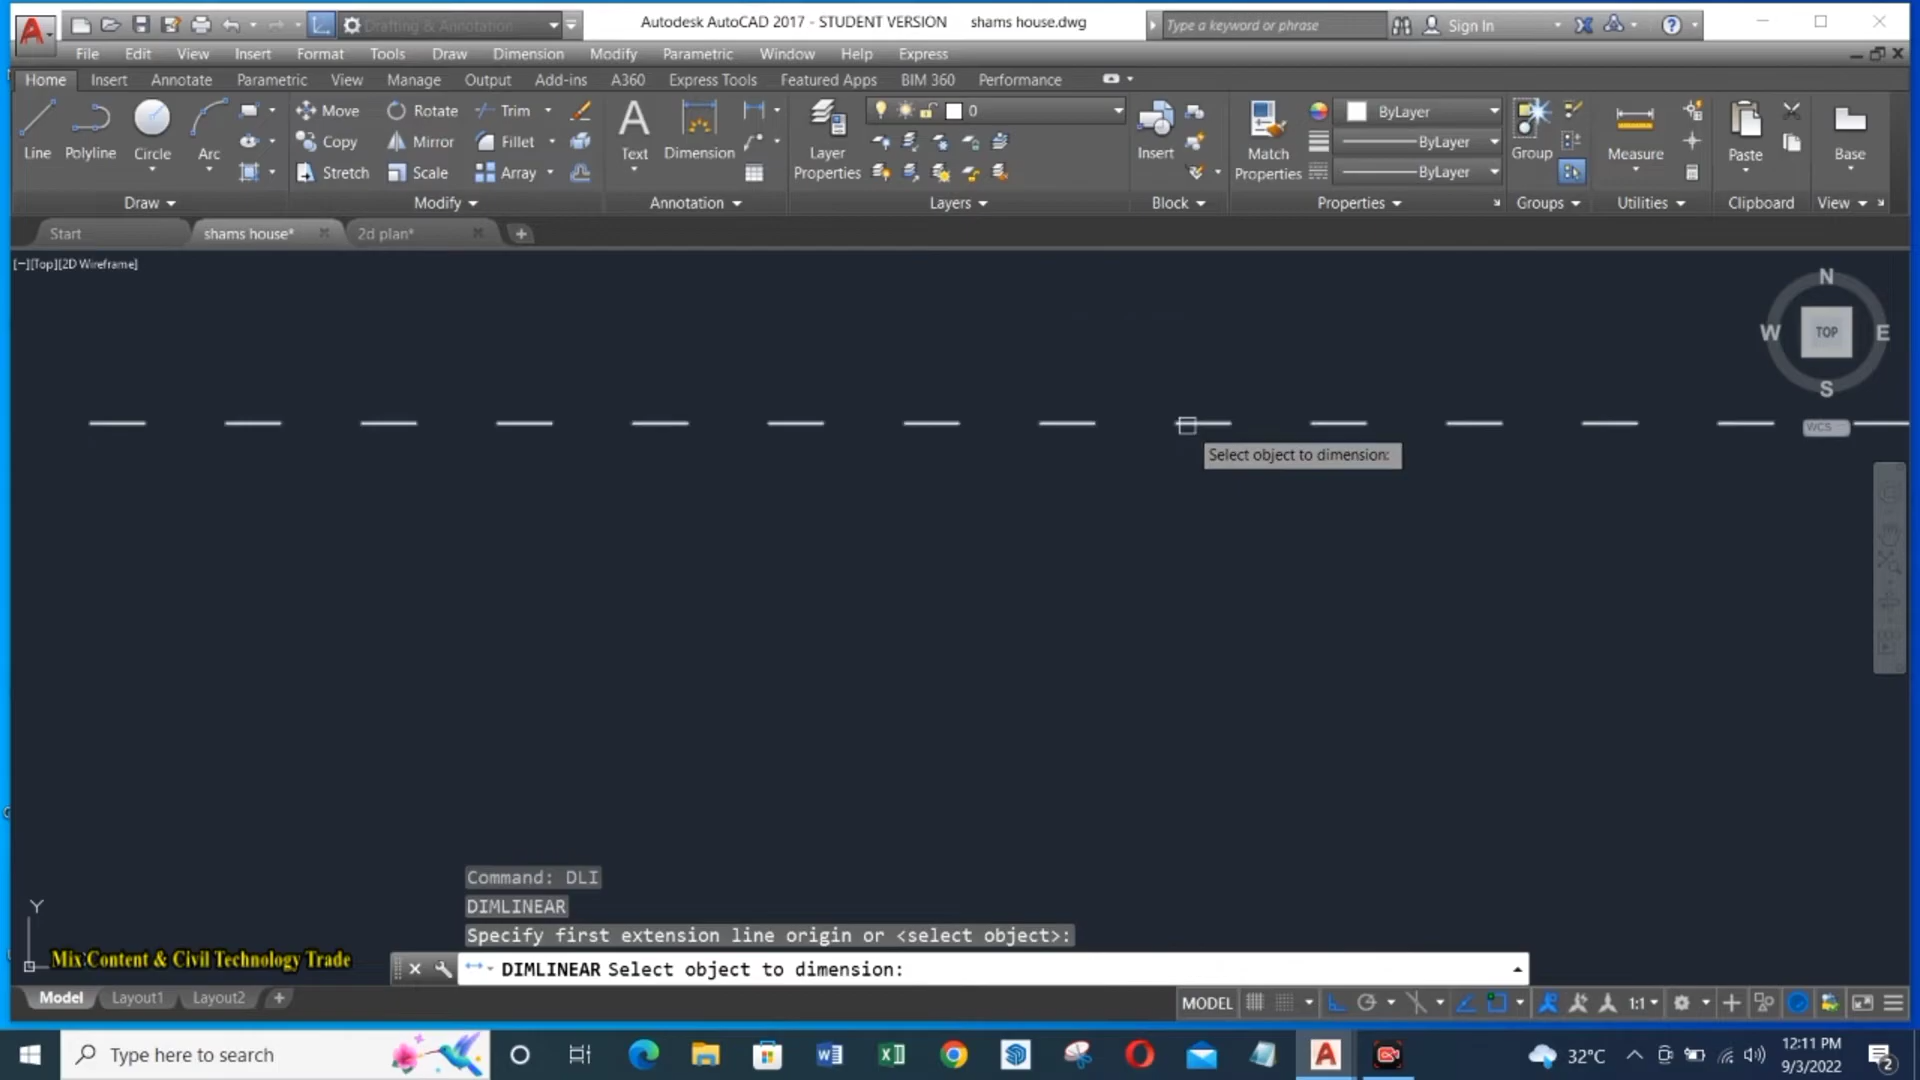 Autodesk AutoCAD 2017 - STUDENT VERSION shams house.dwg
Drafting & Annotation
Type a keyword or phrase
Sign In
File Edit View Insert Format Tools Draw Dimension Modify Parametric Window Help Express
Home Insert Annotate Parametric View Manage Output Add-ins A360 Express Tools Featured Apps BIM 360 Performance
Line Polyline Circle Arc
Move Rotate Trim
Copy Mirror Fillet
Stretch Scale Array
Text Dimension
Layer Properties
0
Insert
Match Properties
ByLayer
ByLayer
ByLayer
Group
Measure
Paste
Base
Draw Modify Annotation Layers Block Properties Groups Utilities Clipboard View
Start shams house* 2d plan*
[−][Top][2D Wireframe]
N
W TOP E
S
WCS
Select object to dimension:
Command: DLI
DIMLINEAR
Specify first extension line origin or <select object>:
DIMLINEAR Select object to dimension:
Y
Mix Content & Civil Technology Trade
Model Layout1 Layout2
MODEL 1:1
Type here to search
32°C
12:11 PM
9/3/2022
2